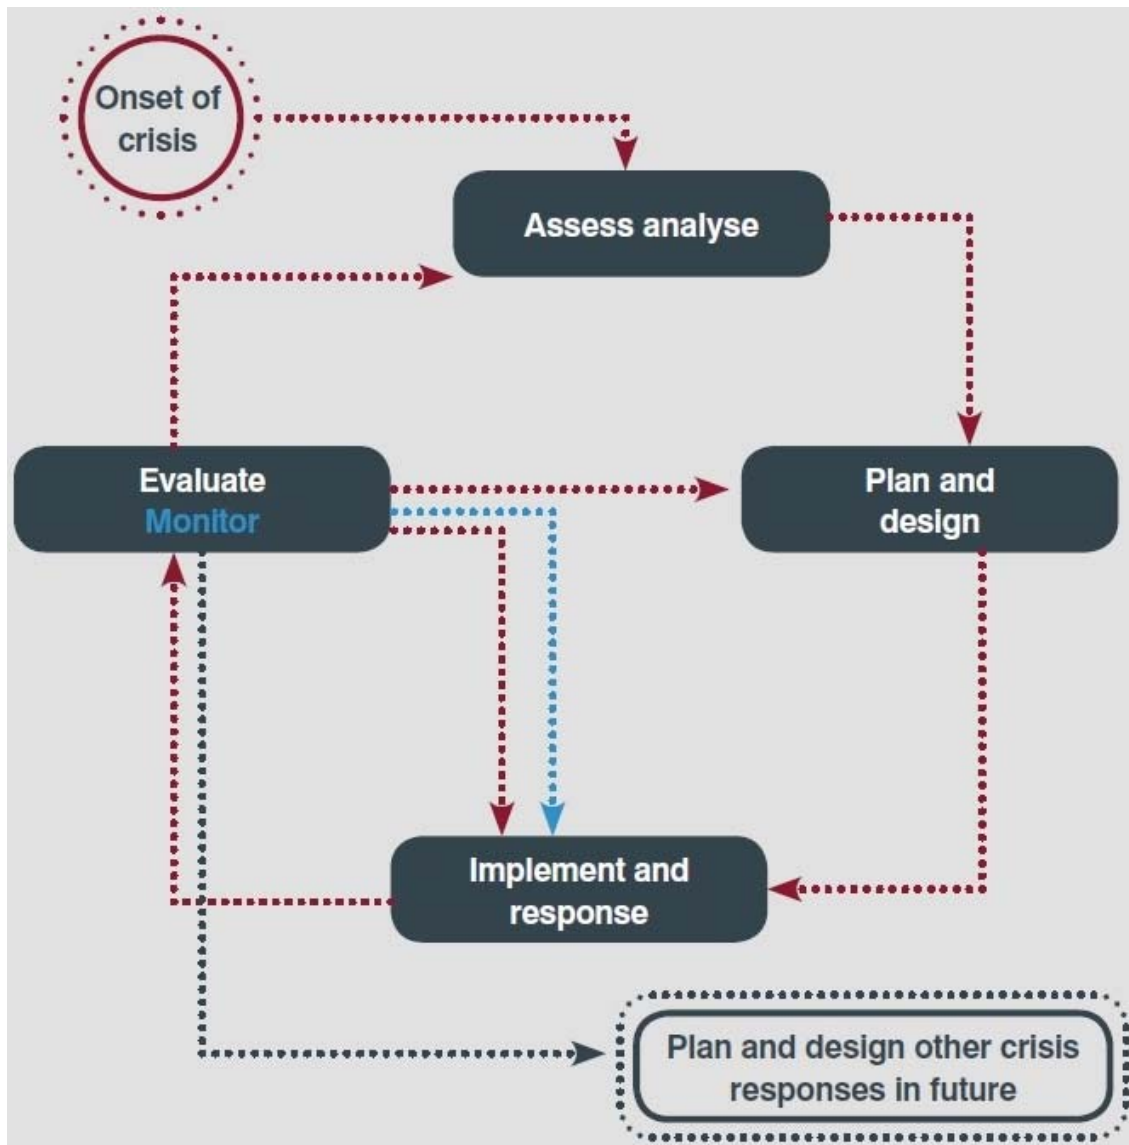 Onset of
crisis
Assess analyse
Evaluate
Monitor
Plan and
design
Implement and
response
Plan and design other crisis
responses in future